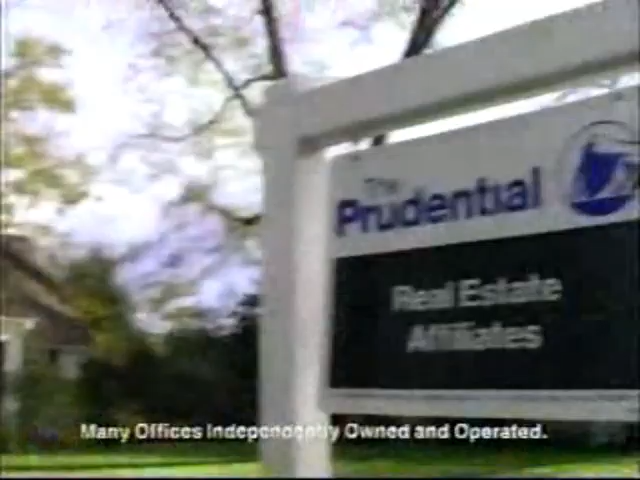 The
Prudential
Real Estate
Affiliates
Many Offices Independently Owned and Operated.